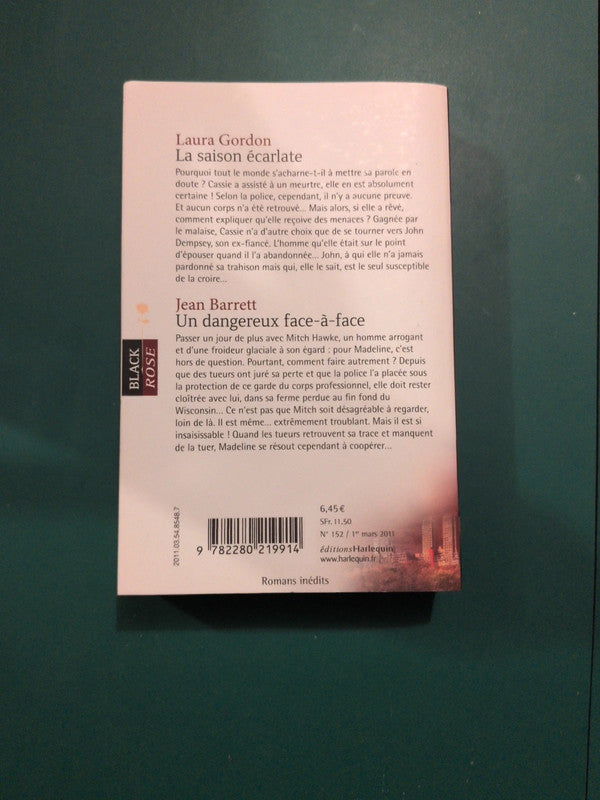 Laura Gordon
La saison écarlate
Pourquoi tout le monde s'acharne-t-il à mettre sa parole en
doute ? Cassie a assisté à un meurtre, elle en est absolument
certaine ! Selon la police, cependant, il n'y a aucune preuve.
Et aucun corps n'a été retrouvé... Mais alors, si elle a rêvé,
comment expliquer qu'elle reçoive des menaces ? Gagnée par
le malaise, Cassie n'a d'autre choix que de se tourner vers John
Dempsey, son ex-fiancé. L'homme qu'elle était sur le point
d'épouser quand il l'a abandonnée... John, à qui elle n'a jamais
pardonné sa trahison mais qui, elle le sait, est le seul susceptible
de la croire...
Jean Barrett
Un dangereux face-à-face
Passer un jour de plus avec Mitch Hawke, un homme arrogant
et d'une froideur glaciale à son égard : pour Madeline, c'est
hors de question. Pourtant, comment faire autrement ? Depuis
que des tueurs ont juré sa perte et que la police l'a placée sous
la protection de ce garde du corps professionnel, elle doit rester
cloîtrée avec lui, dans sa ferme perdue au fin fond du
Wisconsin... Ce n'est pas que Mitch soit désagréable à regarder,
loin de là. Il est même... extrêmement troublant. Mais il est si
insaisissable ! Quand les tueurs retrouvent sa trace et manquent
de la tuer, Madeline se résout cependant à coopérer...
BLACK
ROSE
2011.03.54.8548.7
9 782280 219914
6,45 €
SFr. 11.50
N° 152 / 1er mars 2011
éditionsHarlequin
www.harlequin.fr
Romans inédits